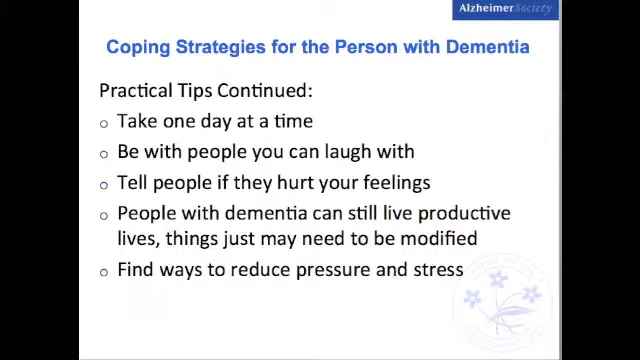 AlzheimerSociety
Coping Strategies for the Person with Dementia
Practical Tips Continued:
Take one day at a time
Be with people you can laugh with
Tell people if they hurt your feelings
People with dementia can still live productive
lives, things just may need to be modified
Find ways to reduce pressure and stress